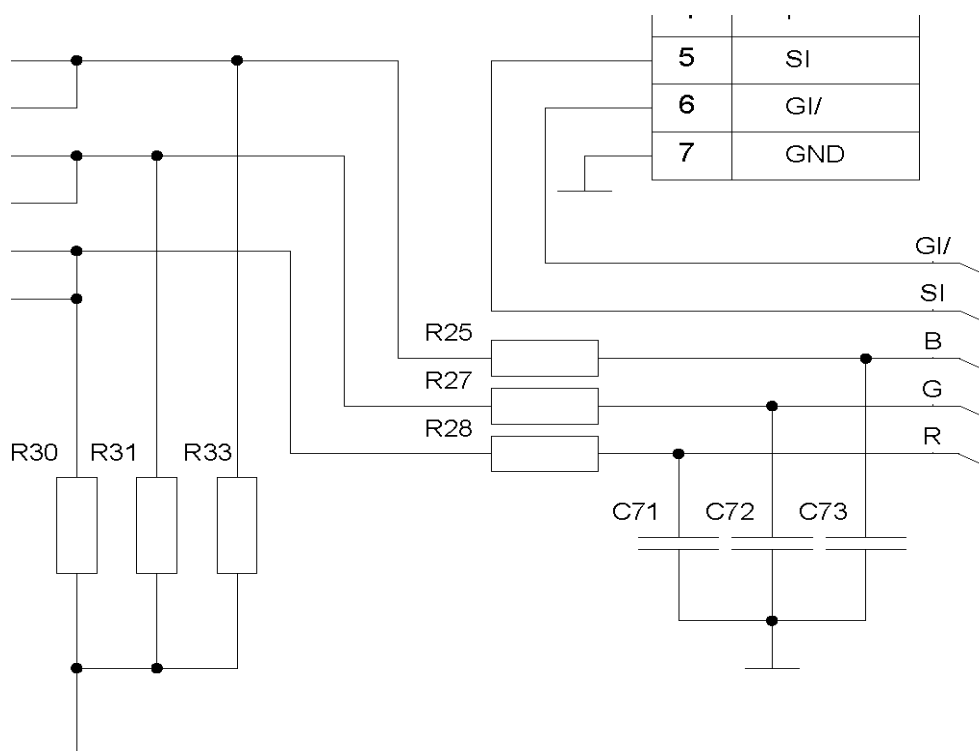 5 SI
6 GI/
7 GND
GI/
SI
R25 B
R27 G
R28 R
R30 R31 R33
C71 C72 C73